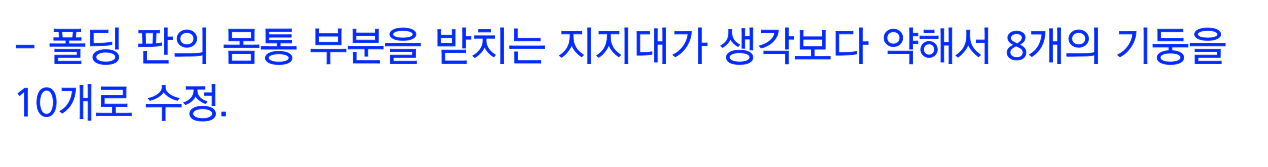 - 폴딩 판의 몸통 부분을 받치는 지지대가 생각보다 약해서 8개의 기둥을
10개로 수정.